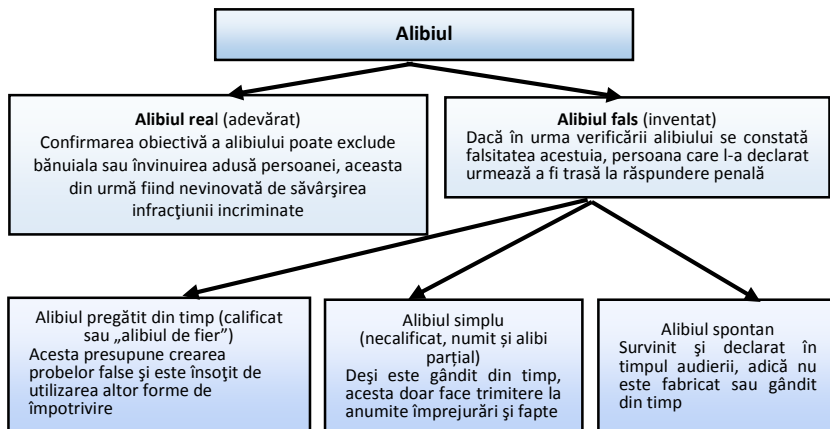 Alibiul
Alibiul real (adevărat)
Confirmarea obiectivă a alibiului poate exclude
bănuiala sau învinuirea adusă persoanei, aceasta
din urmă fiind nevinovată de săvârşirea
infracţiunii incriminate
Alibiul fals (inventat)
Dacă în urma verificării alibiului se constată
falsitatea acestuia, persoana care l-a declarat
urmează a fi trasă la răspundere penală
Alibiul pregătit din timp (calificat
sau „alibiul de fier”)
Acesta presupune crearea
probelor false şi este însoţit de
utilizarea altor forme de
împotrivire
Alibiul simplu
(necalificat, numit și alibi
parțial)
Deşi este gândit din timp,
acesta doar face trimitere la
anumite împrejurări şi fapte
Alibiul spontan
Survinit şi declarat în
timpul audierii, adică nu
este fabricat sau gândit
din timp